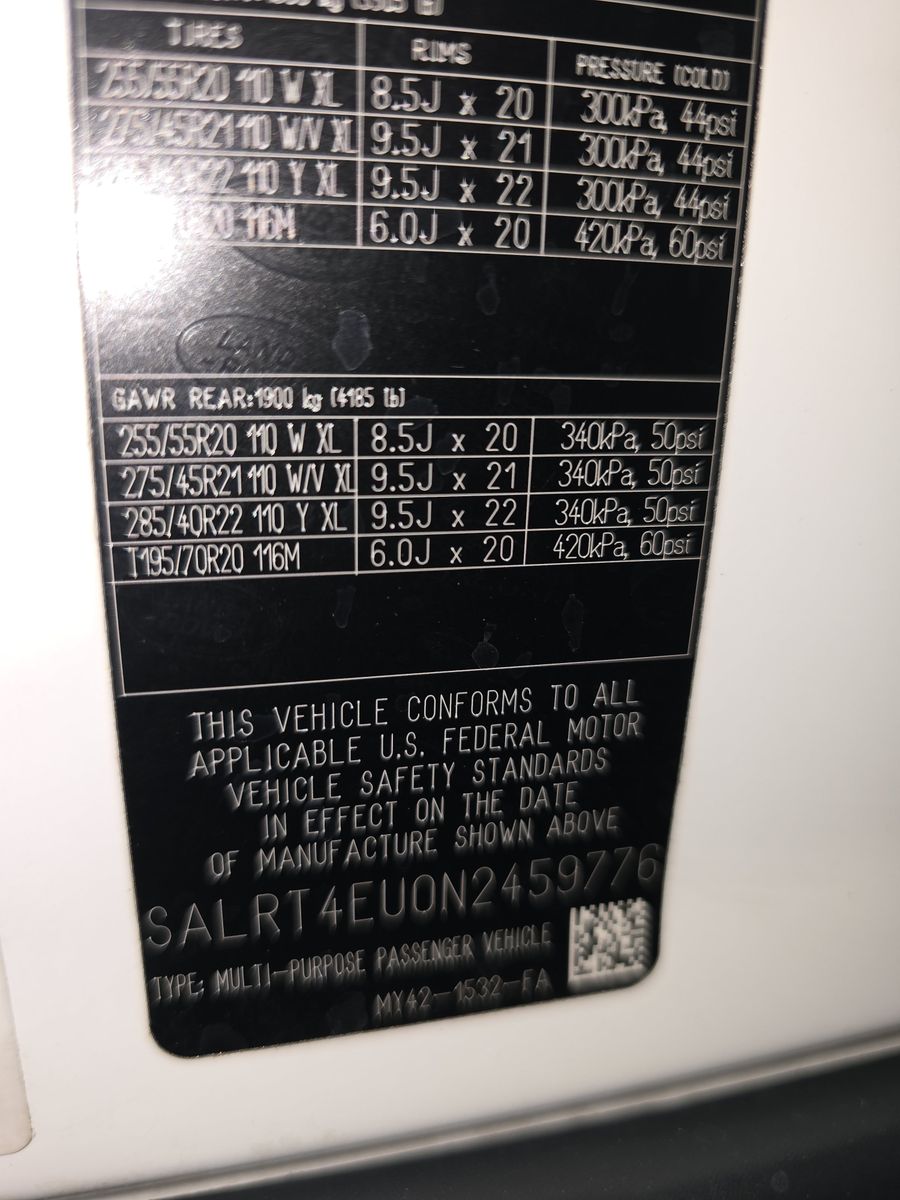 kg
TIRES RIMS PRESSURE (COLD)
255/55R20 110 W XL 8.5J x 20 300kPa, 44psi
275/45R21 110 W/V XL 9.5J x 21 300kPa, 44psi
110 Y XL 9.5J x 22 300kPa, 44psi
116M 6.0J x 20 420kPa, 60psi
LAND
GAWR REAR:1900 kg (4185 lb)
255/55R20 110 W XL 8.5J x 20 340kPa, 50psi
275/45R21 110 W/V XL 9.5J x 21 340kPa, 50psi
285/40R22 110 Y XL 9.5J x 22 340kPa, 50psi
T195/70R20 116M 6.0J x 20 420kPa, 60psi
THIS VEHICLE CONFORMS TO ALL
APPLICABLE U.S. FEDERAL MOTOR
VEHICLE SAFETY STANDARDS
IN EFFECT ON THE DATE
OF MANUFACTURE SHOWN ABOVE
SALRT4EU0N2459776
TYPE: MULTI-PURPOSE PASSENGER VEHICLE
MY42-1532-FA